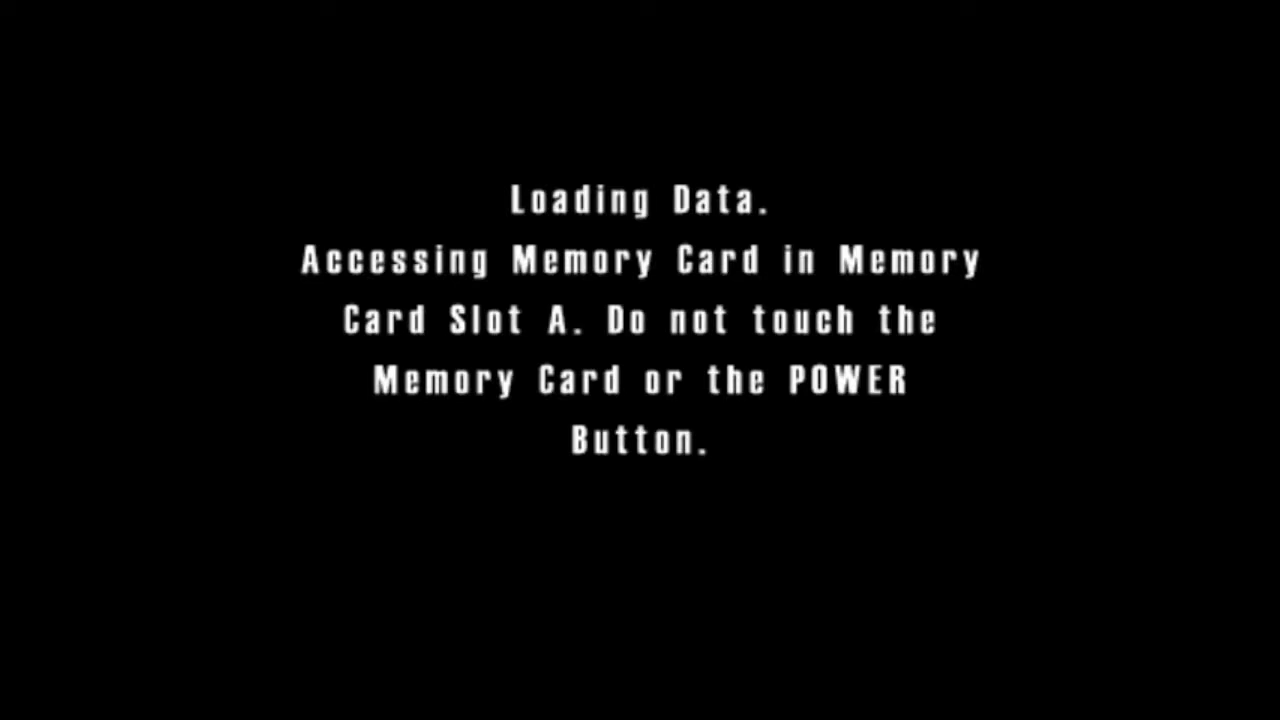 Loading Data.
Accessing Memory Card in Memory
Card Slot A. Do not touch the
Memory Card or the POWER
Button.